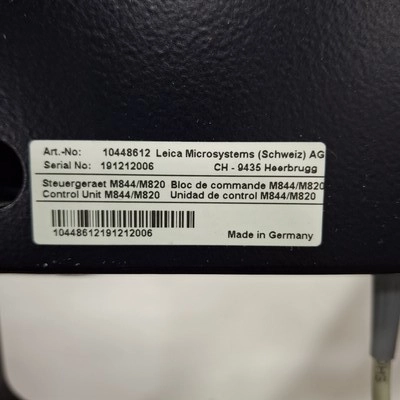 Art.-No: 10448612 Leica Microsystems (Schweiz) AG
Serial No: 191212006 CH - 9435 Heerbrugg
Steuergeraet M844/M820 Bloc de commande M844/M820
Control Unit M844/M820 Unidad de control M844/M820
10448612191212006 Made in Germany